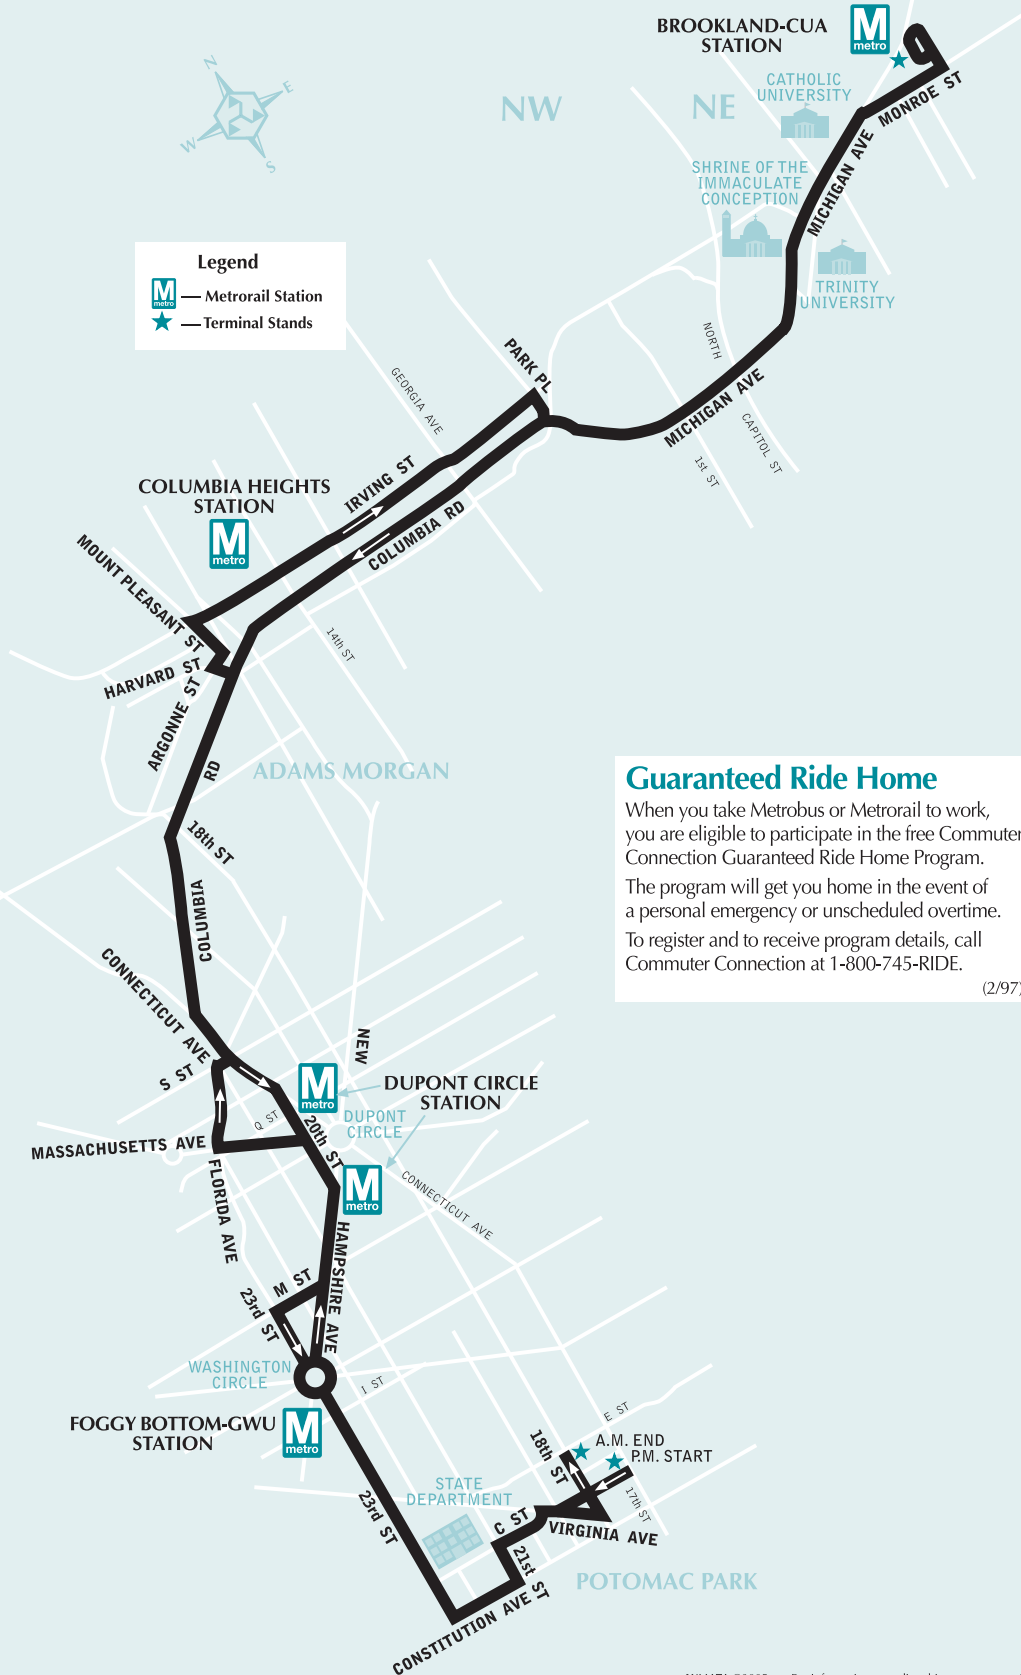 BROOKLAND-CUA
STATION
M
metro
N
E
W
S
NW
NE
CATHOLIC
UNIVERSITY
MONROE ST
MICHIGAN AVE
SHRINE OF THE
IMMACULATE
CONCEPTION
TRINITY
UNIVERSITY
Legend
M
metro
Metrorail Station
Terminal Stands
NORTH
CAPITOL ST
PARK PL
GEORGIA AVE
MICHIGAN AVE
1st ST
IRVING ST
COLUMBIA RD
COLUMBIA HEIGHTS
STATION
M
metro
MOUNT PLEASANT ST
14th ST
HARVARD ST
ARGONNE ST
RD
ADAMS MORGAN
18th ST
COLUMBIA
Guaranteed Ride Home
When you take Metrobus or Metrorail to work,
you are eligible to participate in the free Commuter
Connection Guaranteed Ride Home Program.
The program will get you home in the event of
a personal emergency or unscheduled overtime.
To register and to receive program details, call
Commuter Connection at 1-800-745-RIDE.
(2/97)
CONNECTICUT AVE
NEW
S ST
M
metro
DUPONT CIRCLE
STATION
Q ST
20th ST
DUPONT
CIRCLE
MASSACHUSETTS AVE
FLORIDA AVE
M
metro
CONNECTICUT AVE
HAMPSHIRE AVE
M ST
23rd ST
WASHINGTON
CIRCLE
I ST
FOGGY BOTTOM-GWU
STATION
M
metro
E ST
A.M. END
P.M. START
18th ST
17th ST
STATE
DEPARTMENT
23rd ST
C ST
VIRGINIA AVE
21st ST
POTOMAC PARK
CONSTITUTION AVE